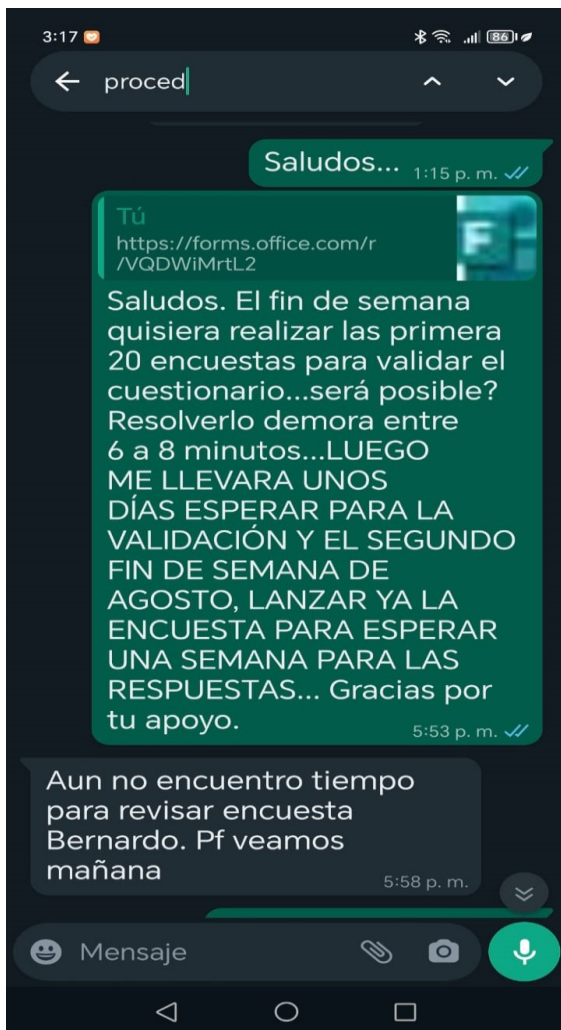 3:17
86
proced
Saludos...
1:15 p. m.
Tú
https://forms.office.com/r
/VQDWiMrtL2
Saludos. El fin de semana
quisiera realizar las primera
20 encuestas para validar el
cuestionario...será posible?
Resolverlo demora entre
6 a 8 minutos...LUEGO
ME LLEVARA UNOS
DÍAS ESPERAR PARA LA
VALIDACIÓN Y EL SEGUNDO
FIN DE SEMANA DE
AGOSTO, LANZAR YA LA
ENCUESTA PARA ESPERAR
UNA SEMANA PARA LAS
RESPUESTAS... Gracias por
tu apoyo.
5:53 p. m.
Aun no encuentro tiempo
para revisar encuesta
Bernardo. Pf veamos
mañana
5:58 p. m.
Mensaje